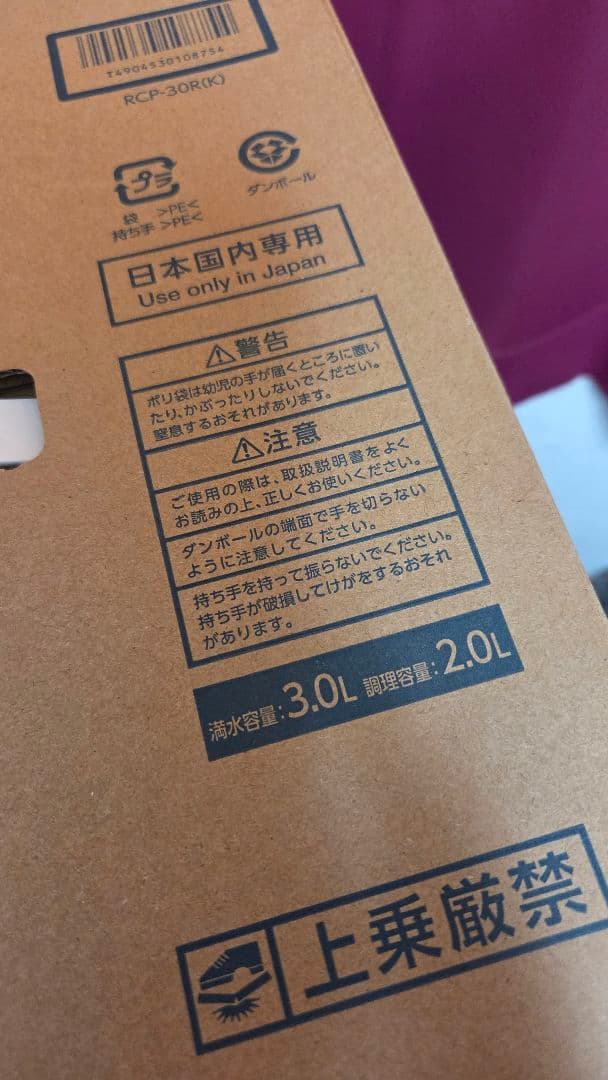 T4904530108754
RCP-30R(K)
プラ
袋 >PE<
持ち手 >PE<
ダンボール
日本国内専用
Use only in Japan
警告
ポリ袋は幼児の手が届くところに置い
たり、かぶったりしないでください。
窒息するおそれがあります。
注意
ご使用の際は、取扱説明書をよく
お読みの上、正しくお使いください。
ダンボールの端面で手を切らない
ように注意してください。
持ち手を持って振らないでください。
持ち手が破損してけがをするおそれ
があります。
満水容量:3.0L 調理容量:2.0L
上乗厳禁